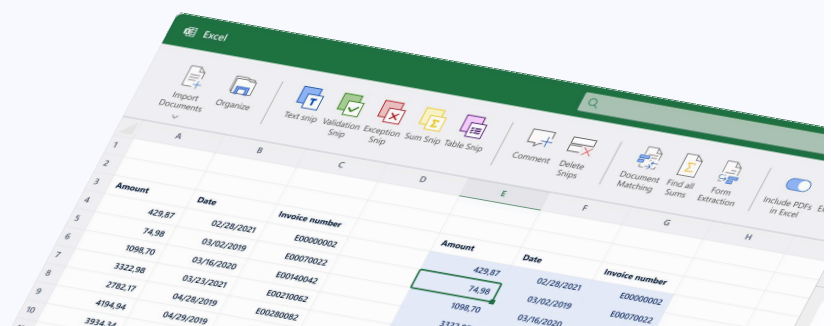 Excel
Import
Documents
Organize
Text snip
Validation
Snip
Exception
Snip
Sum Snip
Table Snip
Comment
Delete
Snips
Document
Matching
Find all
Sums
Form
Extraction
Include PDFs
in Excel
A B C D E F G H
1
2
3
4 Amount Date Invoice number Amount Date Invoice number
5 429,87 02/28/2021 E00000002 429,87 02/28/2021 E00000002
6 74,98 03/02/2019 E00070022 74,98 03/02/2019 E00070022
7 1098,70 03/16/2020 E00140042 1098,70 03/16/2020
8 3322,98 03/23/2021 E00210062
9 2782,17 04/28/2019 E00280082
10 4194,94 04/29/2019
3934,34